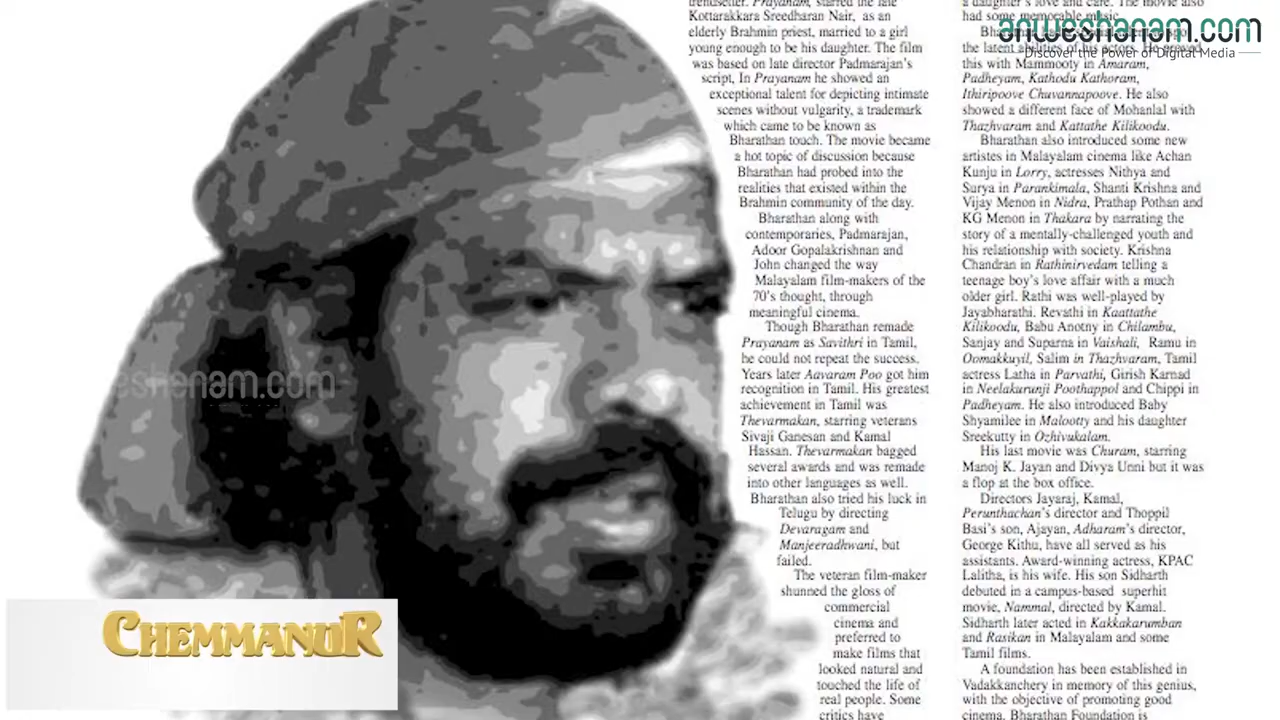 trendsetter. Prayanam, starred the late
Kottarakkara Sreedharan Nair, as an
elderly Brahmin priest, married to a girl
young enough to be his daughter. The film
was based on late director Padmarajan's
script, In Prayanam he showed an
exceptional talent for depicting intimate
scenes without vulgarity, a trademark
which came to be known as
Bharathan touch. The movie became
a hot topic of discussion because
Bharathan had probed into the
realities that existed within the
Brahmin community of the day.
Bharathan along with
contemporaries, Padmarajan,
Adoor Gopalakrishnan and
John changed the way
Malayalam film-makers of the
70's thought, through
meaningful cinema.
Though Bharathan remade
Prayanam as Savithri in Tamil,
he could not repeat the success.
Years later Aavaram Poo got him
recognition in Tamil. His greatest
achievement in Tamil was
Thevarmakan, starring veterans
Sivaji Ganesan and Kamal
Hassan. Thevarmakan bagged
several awards and was remade
into other languages as well.
Bharathan also tried his luck in
Telugu by directing
Devaragam and
Manjeeradhwani, but
failed.
The veteran film-maker
shunned the gloss of
commercial
cinema and
preferred to
make films that
looked natural and
touched the life of
real people. Some
critics have
a daughter's love and care. The movie also
had some memorable music.
the latent abilities of his actors. He proved
this with Mammooty in Amaram,
Padheyam, Kathodu Kathoram,
Ithiripoove Chuvannapoove. He also
showed a different face of Mohanlal with
Thazhvaram and Kattathe Kilikoodu.
Bharathan also introduced some new
artistes in Malayalam cinema like Achan
Kunju in Lorry, actresses Nithya and
Surya in Parankimala, Shanti Krishna and
Vijay Menon in Nidra, Prathap Pothan and
KG Menon in Thakara by narrating the
story of a mentally-challenged youth and
his relationship with society. Krishna
Chandran in Rathinirvedam telling a
teenage boy's love affair with a much
older girl. Rathi was well-played by
Jayabharathi. Revathi in Kaattathe
Kilikoodu, Babu Anotny in Chilambu,
Sanjay and Suparna in Vaishali, Ramu in
Oomakkuyil, Salim in Thazhvaram, Tamil
actress Latha in Parvathi, Girish Karnad
in Neelakurinji Poothappol and Chippi in
Padheyam. He also introduced Baby
Shyamilee in Malootty and his daughter
Sreekutty in Ozhivukalam.
His last movie was Churam, starring
Manoj K. Jayan and Divya Unni but it was
a flop at the box office.
Directors Jayaraj, Kamal,
Perunthachan's director and Thoppil
Basi's son, Ajayan, Adharam's director,
George Kithu, have all served as his
assistants. Award-winning actress, KPAC
Lalitha, is his wife. His son Sidharth
debuted in a campus-based superhit
movie, Nammal, directed by Kamal.
Sidharth later acted in Kakkakarumban
and Rasikan in Malayalam and some
Tamil films.
A foundation has been established in
Vadakkanchery in memory of this genius,
with the objective of promoting good
cinema. Bharathan Foundation is
anweshanam.com
Discover the Power of Digital Media
eshanam.com
CHEMMANUR